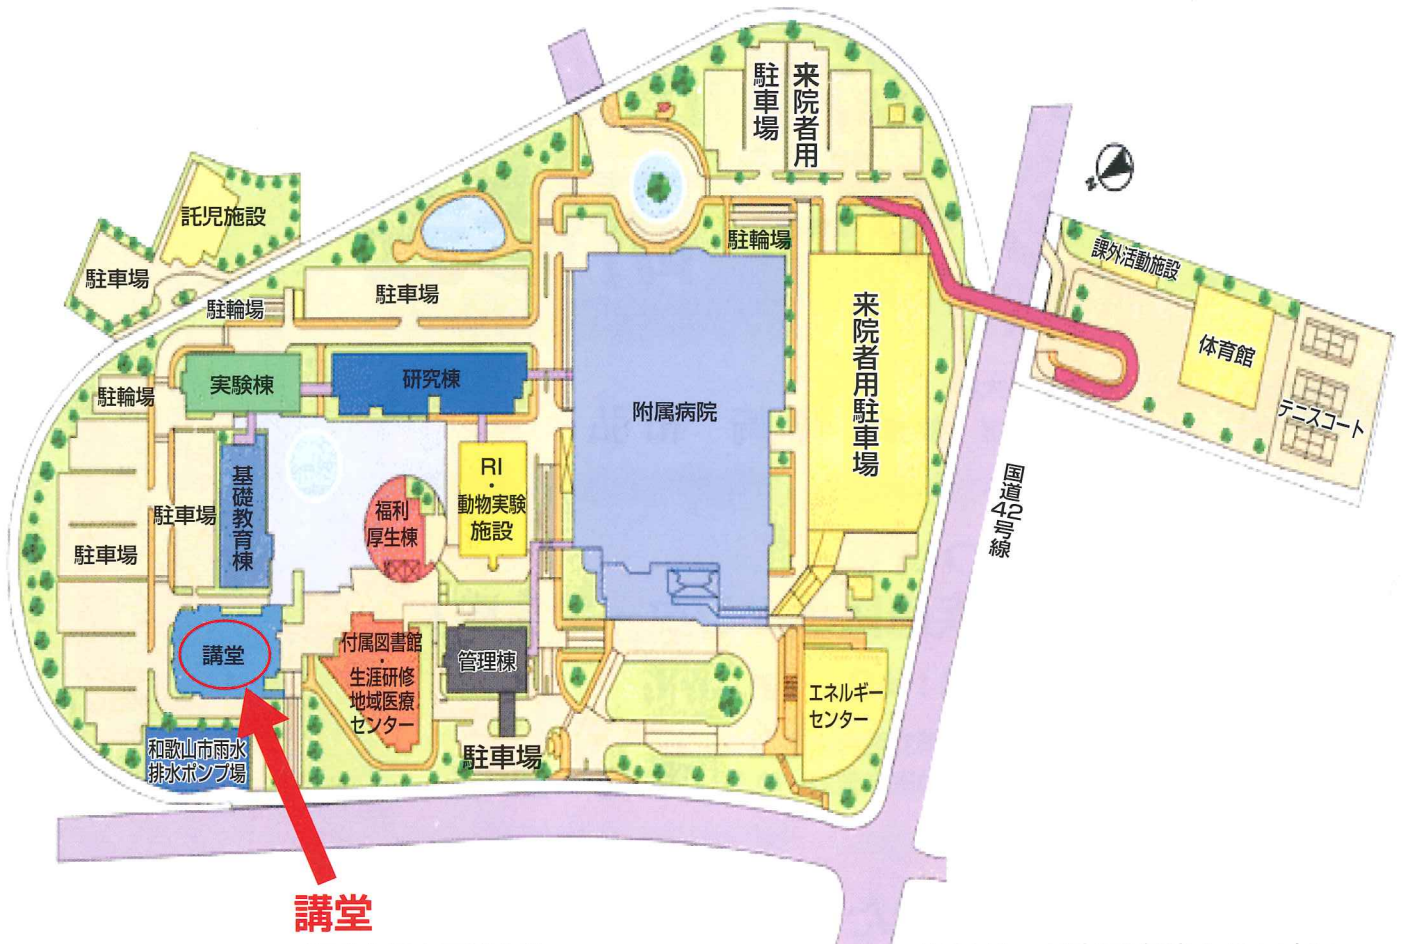 来院者用
駐車場
託児施設
駐車場
駐輪場
駐車場
駐輪場
課外活動施設
体育館
テニスコート
来院者用駐車場
国道42号線
実験棟
研究棟
附属病院
駐輪場
基礎教育棟
RI
・
動物実験
施設
福利
厚生棟
駐車場
駐車場
講堂
付属図書館
・
生涯研修
地域医療
センター
管理棟
エネルギー
センター
和歌山市雨水
排水ポンプ場
駐車場
講堂
N